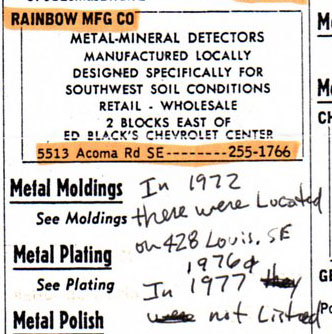 RAINBOW MFG CO
METAL-MINERAL DETECTORS
MANUFACTURED LOCALLY
DESIGNED SPECIFICALLY FOR
SOUTHWEST SOIL CONDITIONS
RETAIL - WHOLESALE
2 BLOCKS EAST OF
ED BLACK'S CHEVROLET CENTER
5513 Acoma Rd SE--------255-1766
Metal Moldings
See Moldings
Metal Plating
See Plating
Metal Polish
In 1972
there were Located
on 428 Louis. SE
1976
In 1977 they
were not Listed